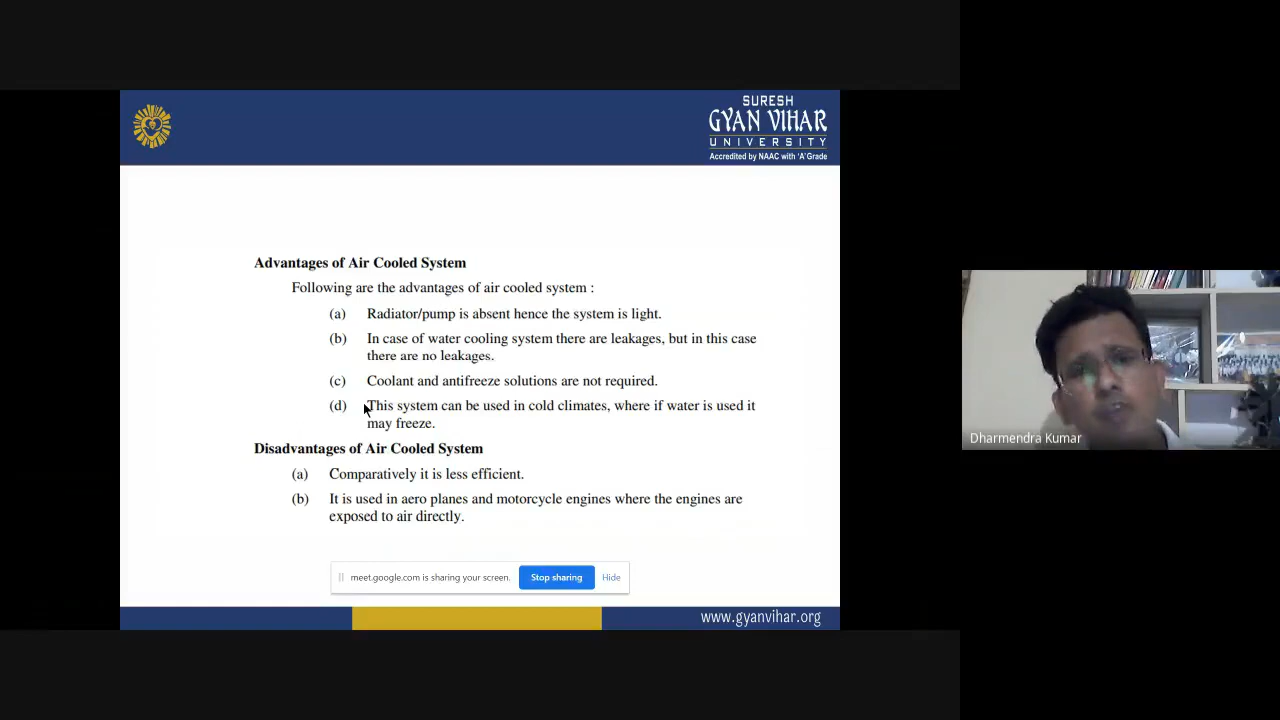 SURESH
GYAN VIHAR
UNIVERSITY
Accredited by NAAC with 'A' Grade
Advantages of Air Cooled System
Following are the advantages of air cooled system :
(a) Radiator/pump is absent hence the system is light.
(b) In case of water cooling system there are leakages, but in this case
there are no leakages.
(c) Coolant and antifreeze solutions are not required.
(d) This system can be used in cold climates, where if water is used it
may freeze.
Disadvantages of Air Cooled System
(a) Comparatively it is less efficient.
(b) It is used in aero planes and motorcycle engines where the engines are
exposed to air directly.
meet.google.com is sharing your screen. Stop sharing Hide
www.gyanvihar.org
Dharmendra Kumar